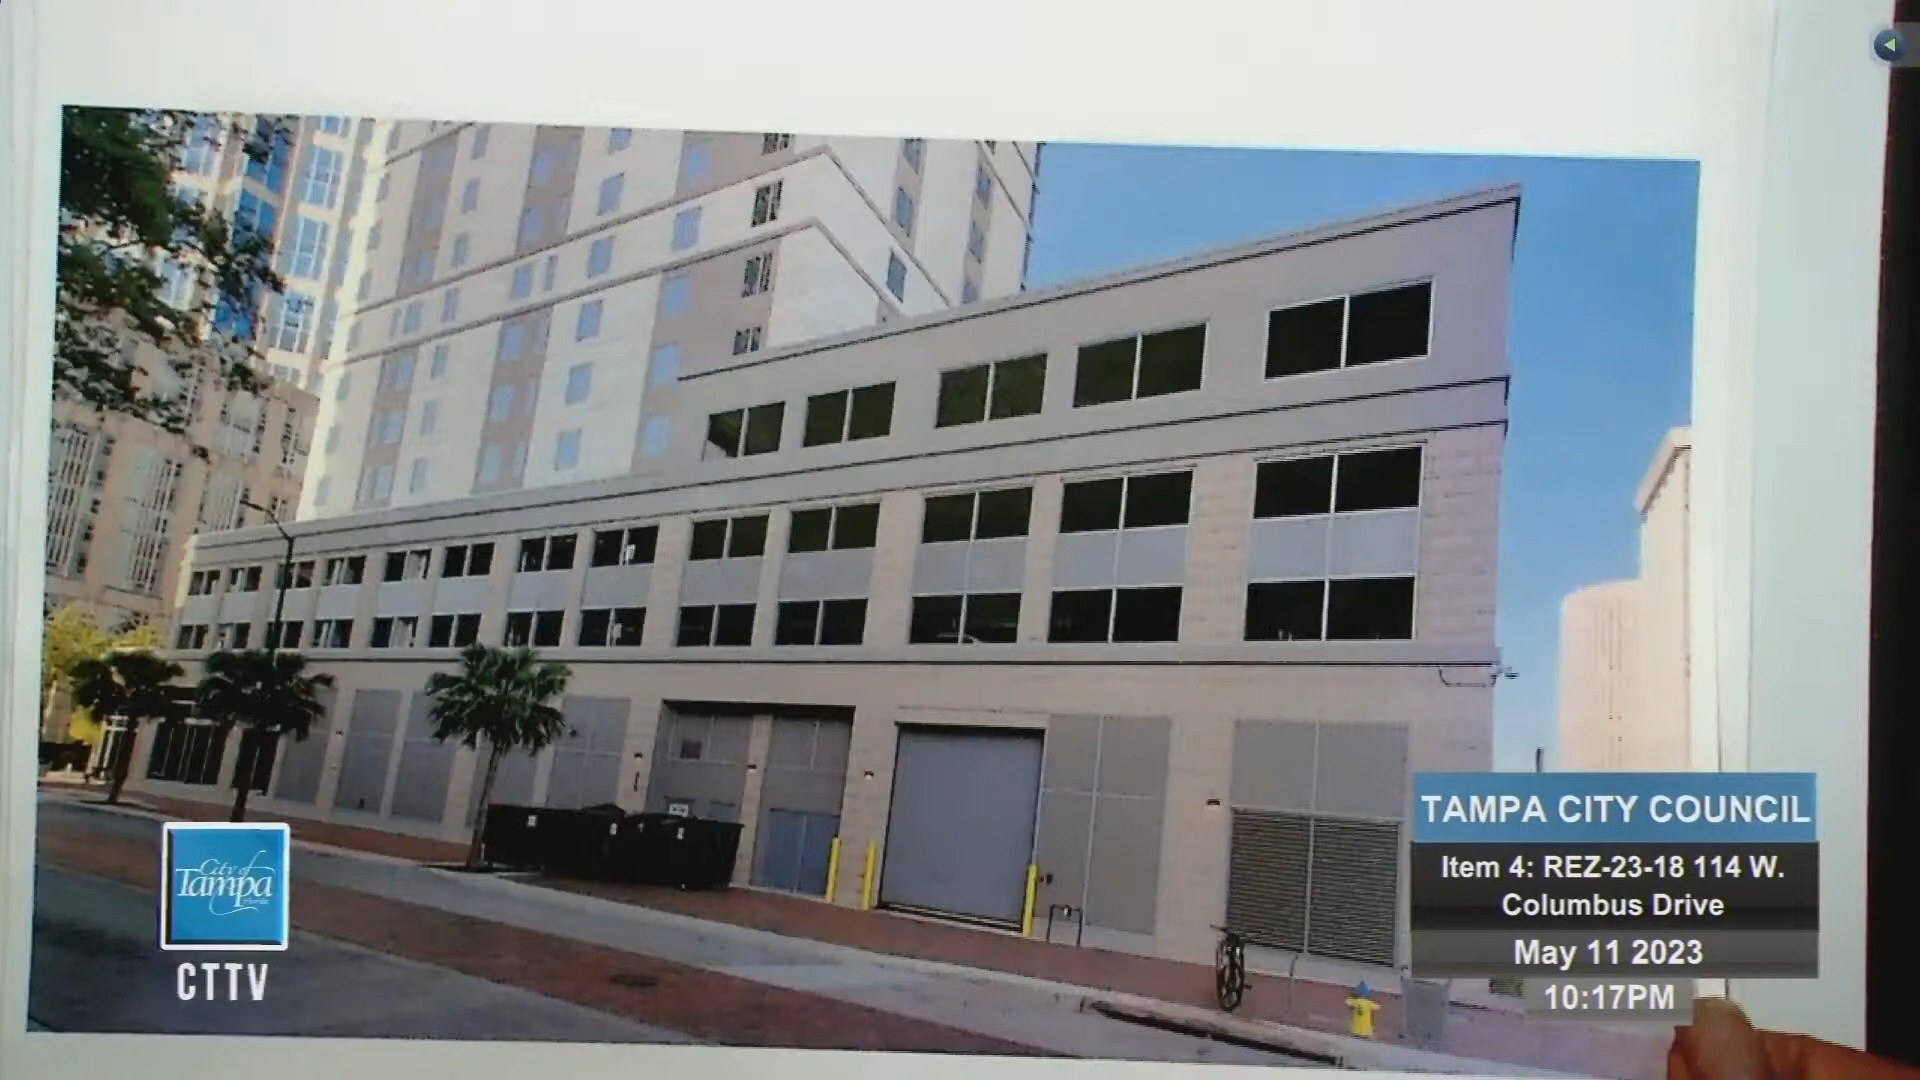 City of
Tampa
Florida
CTTV
TAMPA CITY COUNCIL
Item 4: REZ-23-18 114 W.
Columbus Drive
May 11 2023
10:17PM